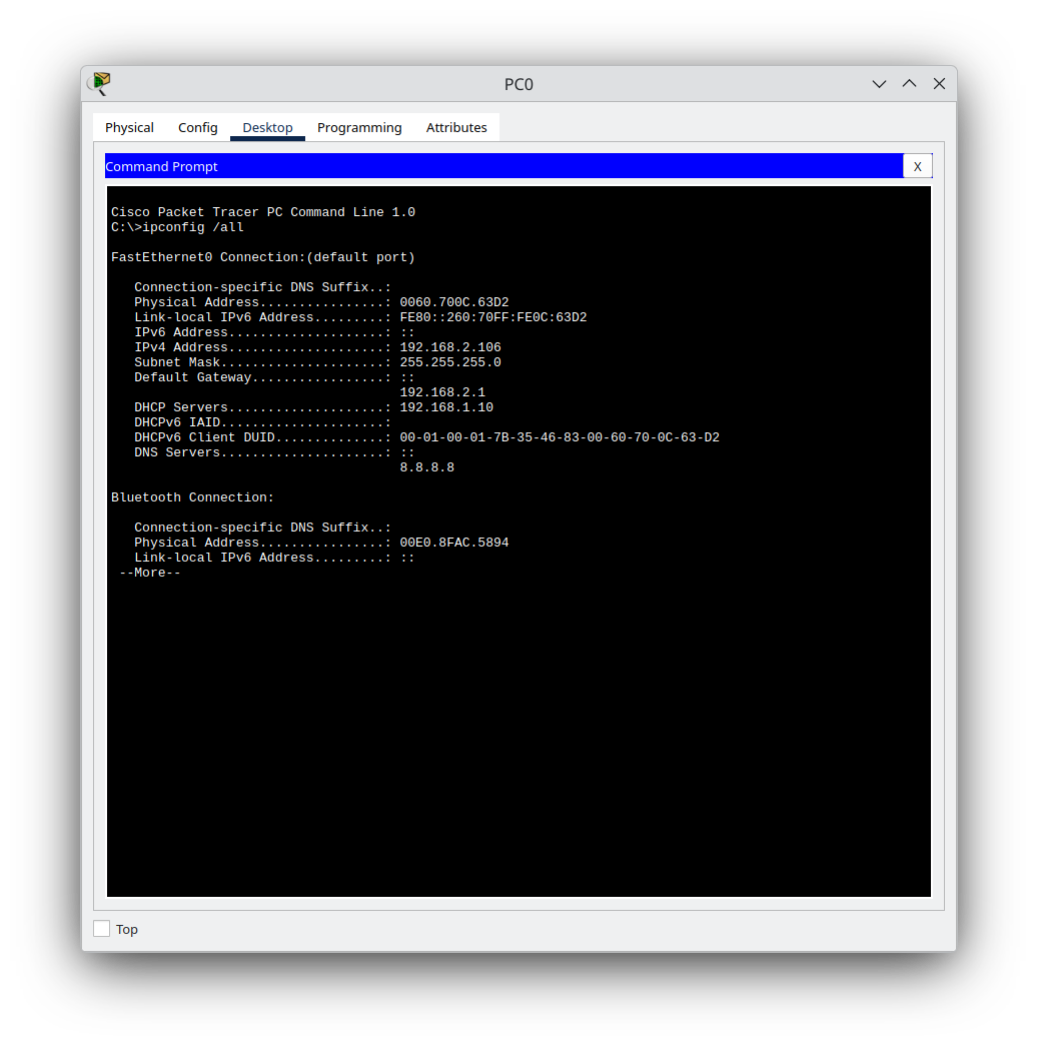 PC0
Physical Config Desktop Programming Attributes
Command Prompt X
Cisco Packet Tracer PC Command Line 1.0
C:\>ipconfig /all
FastEthernet0 Connection:(default port)
Connection-specific DNS Suffix..:
Physical Address................: 0060.700C.63D2
Link-local IPv6 Address.........: FE80::260:70FF:FE0C:63D2
IPv6 Address....................: ::
IPv4 Address....................: 192.168.2.106
Subnet Mask.....................: 255.255.255.0
Default Gateway.................: ::
192.168.2.1
DHCP Servers....................: 192.168.1.10
DHCPv6 IAID.....................:
DHCPv6 Client DUID..............: 00-01-00-01-7B-35-46-83-00-60-70-0C-63-D2
DNS Servers.....................: ::
8.8.8.8
Bluetooth Connection:
Connection-specific DNS Suffix..:
Physical Address................: 00E0.8FAC.5894
Link-local IPv6 Address.........: ::
--More--
Top